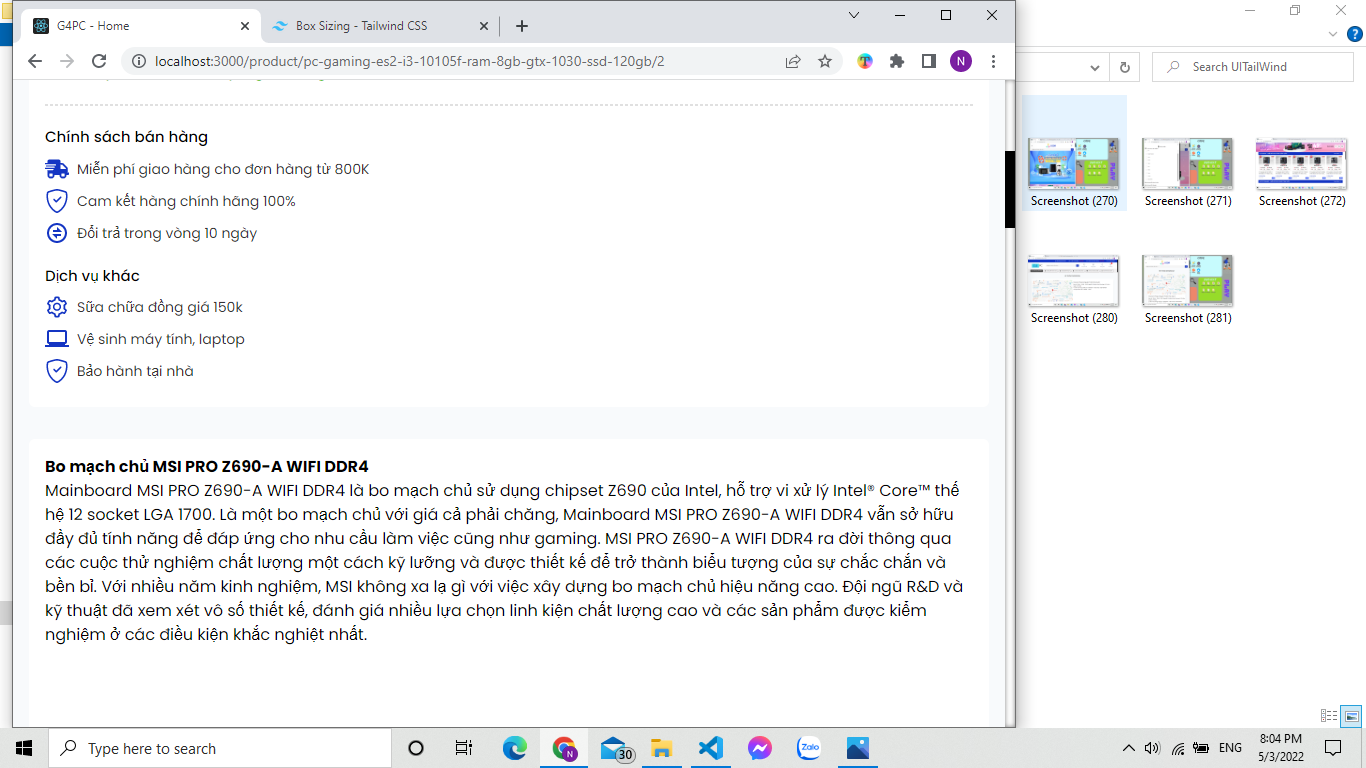 G4PC - Home
Box Sizing - Tailwind CSS
localhost:3000/product/pc-gaming-es2-i3-10105f-ram-8gb-gtx-1030-ssd-120gb/2
N
Search UITailWind
Chính sách bán hàng
Miễn phí giao hàng cho đơn hàng từ 800K
Cam kết hàng chính hãng 100%
Đổi trả trong vòng 10 ngày
Dịch vụ khác
Sữa chữa đồng giá 150k
Vệ sinh máy tính, laptop
Bảo hành tại nhà
Bo mạch chủ MSI PRO Z690-A WIFI DDR4
Mainboard MSI PRO Z690-A WIFI DDR4 là bo mạch chủ sử dụng chipset Z690 của Intel, hỗ trợ vi xử lý Intel® Core™ thế
hệ 12 socket LGA 1700. Là một bo mạch chủ với giá cả phải chăng, Mainboard MSI PRO Z690-A WIFI DDR4 vẫn sở hữu
đầy đủ tính năng để đáp ứng cho nhu cầu làm việc cũng như gaming. MSI PRO Z690-A WIFI DDR4 ra đời thông qua
các cuộc thử nghiệm chất lượng một cách kỹ lưỡng và được thiết kế để trở thành biểu tượng của sự chắc chắn và
bền bỉ. Với nhiều năm kinh nghiệm, MSI không xa lạ gì với việc xây dựng bo mạch chủ hiệu năng cao. Đội ngũ R&D và
kỹ thuật đã xem xét vô số thiết kế, đánh giá nhiều lựa chọn linh kiện chất lượng cao và các sản phẩm được kiểm
nghiệm ở các điều kiện khắc nghiệt nhất.
Screenshot (270)
Screenshot (271)
Screenshot (272)
Screenshot (280)
Screenshot (281)
Type here to search
N
30
Zalo
ENG
8:04 PM
5/3/2022